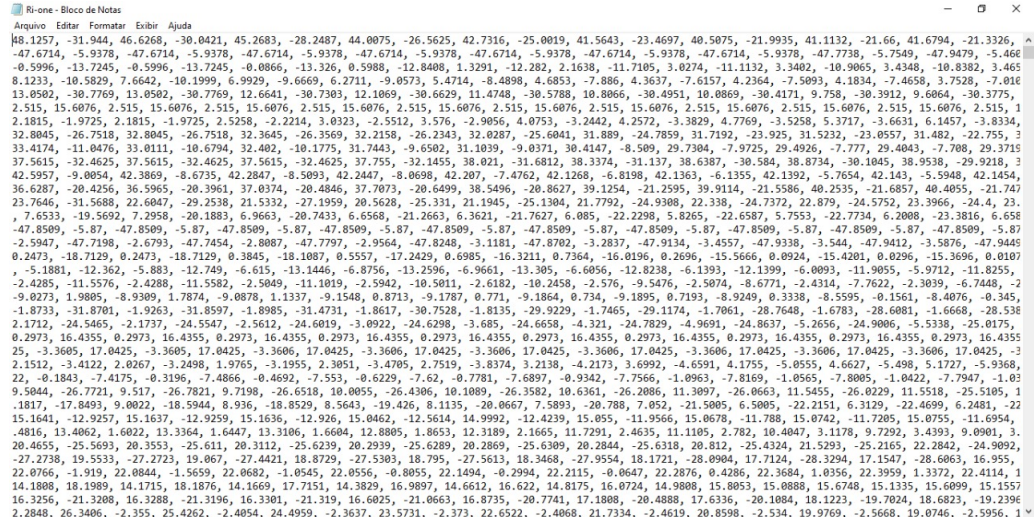 Ri-one - Bloco de Notas
Arquivo Editar Formatar Exibir Ajuda
48.1257, -31.944, 46.6268, -30.0421, 45.2683, -28.2487, 44.0075, -26.5625, 42.7316, -25.0019, 41.5643, -23.4697, 40.5075, -21.9935, 41.1132, -21.66, 41.6794, -21.3326,
-47.6714, -5.9378, -47.6714, -5.9378, -47.6714, -5.9378, -47.6714, -5.9378, -47.6714, -5.9378, -47.6714, -5.9378, -47.6714, -5.9378, -47.7738, -5.7549, -47.9479, -5.460
-0.5996, -13.7245, -0.5996, -13.7245, -0.0866, -13.326, 0.5988, -12.8408, 1.3291, -12.282, 2.1638, -11.7105, 3.0274, -11.1132, 3.3402, -10.9065, 3.4348, -10.8382, 3.465
8.1233, -10.5829, 7.6642, -10.1999, 6.9929, -9.6669, 6.2711, -9.0573, 5.4714, -8.4898, 4.6853, -7.886, 4.3637, -7.6157, 4.2364, -7.5093, 4.1834, -7.4658, 3.7528, -7.010
13.0502, -30.7769, 13.0502, -30.7769, 12.6641, -30.7303, 12.1069, -30.6629, 11.4748, -30.5788, 10.8066, -30.4951, 10.0869, -30.4171, 9.758, -30.3912, 9.6064, -30.3775,
2.515, 15.6076, 2.515, 15.6076, 2.515, 15.6076, 2.515, 15.6076, 2.515, 15.6076, 2.515, 15.6076, 2.515, 15.6076, 2.515, 15.6076, 2.515, 15.6076, 2.515, 15.6076, 2.515, 1
2.1815, -1.9725, 2.1815, -1.9725, 2.5258, -2.2214, 3.0323, -2.5512, 3.576, -2.9056, 4.0753, -3.2442, 4.2572, -3.3829, 4.7769, -3.5258, 5.3717, -3.6631, 6.1457, -3.8334,
32.8045, -26.7518, 32.8045, -26.7518, 32.3645, -26.3569, 32.2158, -26.2343, 32.0287, -25.6041, 31.889, -24.7859, 31.7192, -23.925, 31.5232, -23.0557, 31.482, -22.755, 3
33.4174, -11.0476, 33.0111, -10.6794, 32.402, -10.1775, 31.7443, -9.6502, 31.1039, -9.0371, 30.4147, -8.509, 29.7304, -7.9725, 29.4926, -7.777, 29.4043, -7.708, 29.3719
37.5615, -32.4625, 37.5615, -32.4625, 37.5615, -32.4625, 37.755, -32.1455, 38.021, -31.6812, 38.3374, -31.137, 38.6387, -30.584, 38.8734, -30.1045, 38.9538, -29.9218, 3
42.5957, -9.0054, 42.3869, -8.6735, 42.2847, -8.5093, 42.2447, -8.0698, 42.207, -7.4762, 42.1268, -6.8198, 42.1363, -6.1355, 42.1392, -5.7654, 42.143, -5.5948, 42.1454,
36.6287, -20.4256, 36.5965, -20.3961, 37.0374, -20.4846, 37.7073, -20.6499, 38.5496, -20.8627, 39.1254, -21.2595, 39.9114, -21.5586, 40.2535, -21.6857, 40.4055, -21.747
23.7646, -31.5688, 22.6047, -29.2538, 21.5332, -27.1959, 20.5628, -25.331, 21.1945, -25.1304, 21.7792, -24.9308, 22.338, -24.7372, 22.879, -24.5752, 23.3966, -24.4, 23.
, 7.6533, -19.5692, 7.2958, -20.1883, 6.9663, -20.7433, 6.6568, -21.2663, 6.3621, -21.7627, 6.085, -22.2298, 5.8265, -22.6587, 5.7553, -22.7734, 6.2008, -23.3816, 6.658
-47.8509, -5.87, -47.8509, -5.87, -47.8509, -5.87, -47.8509, -5.87, -47.8509, -5.87, -47.8509, -5.87, -47.8509, -5.87, -47.8509, -5.87, -47.8509, -5.87, -47.8509, -5.87
-2.5947, -47.7198, -2.6793, -47.7454, -2.8087, -47.7797, -2.9564, -47.8248, -3.1181, -47.8702, -3.2837, -47.9134, -3.4557, -47.9338, -3.544, -47.9412, -3.5876, -47.9449
0.2473, -18.7129, 0.2473, -18.7129, 0.3845, -18.1087, 0.5557, -17.2429, 0.6985, -16.3211, 0.7364, -16.0196, 0.2696, -15.5666, 0.0924, -15.4201, 0.0296, -15.3696, 0.0107
, -5.1881, -12.362, -5.883, -12.749, -6.615, -13.1446, -6.8756, -13.2596, -6.9661, -13.305, -6.6056, -12.8238, -6.1393, -12.1399, -6.0093, -11.9055, -5.9712, -11.8255,
-2.4285, -11.5576, -2.4288, -11.5582, -2.5049, -11.1019, -2.5942, -10.5011, -2.6182, -10.2458, -2.576, -9.5476, -2.5074, -8.6771, -2.4314, -7.7622, -2.3039, -6.7448, -2
-9.0273, 1.9805, -8.9309, 1.7874, -9.0878, 1.1337, -9.1548, 0.8713, -9.1787, 0.771, -9.1864, 0.734, -9.1895, 0.7193, -8.9249, 0.3338, -8.5595, -0.1561, -8.4076, -0.345,
-1.8733, -31.8701, -1.9263, -31.8597, -1.8985, -31.4731, -1.8617, -30.7528, -1.8135, -29.9229, -1.7465, -29.1174, -1.7061, -28.7648, -1.6783, -28.6081, -1.6668, -28.538
2.1712, -24.5465, -2.1737, -24.5547, -2.5612, -24.6019, -3.0922, -24.6298, -3.685, -24.6658, -4.321, -24.7829, -4.9691, -24.8637, -5.2656, -24.9006, -5.5338, -25.0175,
0.2973, 16.4355, 0.2973, 16.4355, 0.2973, 16.4355, 0.2973, 16.4355, 0.2973, 16.4355, 0.2973, 16.4355, 0.2973, 16.4355, 0.2973, 16.4355, 0.2973, 16.4355, 0.2973, 16.4355
25, -3.3605, 17.0425, -3.3605, 17.0425, -3.3606, 17.0425, -3.3606, 17.0425, -3.3606, 17.0425, -3.3606, 17.0425, -3.3606, 17.0425, -3.3606, 17.0425, -3.3606, 17.0425, -3
2.1512, -3.4122, 2.0267, -3.2498, 1.9765, -3.1955, 2.3051, -3.4705, 2.7519, -3.8374, 3.2138, -4.2173, 3.6992, -4.6591, 4.1755, -5.0555, 4.6627, -5.498, 5.1727, -5.9368,
22, -0.1843, -7.4175, -0.3196, -7.4866, -0.4692, -7.553, -0.6229, -7.62, -0.7781, -7.6897, -0.9342, -7.7566, -1.0963, -7.8169, -1.0565, -7.8005, -1.0422, -7.7947, -1.03
9.5044, -26.7721, 9.517, -26.7821, 9.7198, -26.6518, 10.0055, -26.4306, 10.1089, -26.3582, 10.6361, -26.2086, 11.3097, -26.0663, 11.5455, -26.0229, 11.5518, -25.5105, 1
.1817, -17.8493, 9.0022, -18.5944, 8.936, -18.8529, 8.5643, -19.426, 8.1135, -20.0667, 7.5893, -20.788, 7.052, -21.5005, 6.5005, -22.2151, 6.3129, -22.4699, 6.2481, -22
15.1641, -12.9257, 15.1637, -12.9259, 15.1636, -12.926, 15.0462, -12.5614, 14.9992, -12.4239, 15.055, -11.9566, 15.0678, -11.788, 15.0742, -11.7205, 15.0755, -11.6954,
.4816, 13.4062, 1.6022, 13.3364, 1.6447, 13.3106, 1.6604, 12.8805, 1.8653, 12.3189, 2.1665, 11.7291, 2.4635, 11.1105, 2.782, 10.4047, 3.1178, 9.7292, 3.4393, 9.0901, 3.
20.4655, -25.5693, 20.3553, -25.611, 20.3112, -25.6239, 20.2939, -25.6289, 20.2869, -25.6309, 20.2844, -25.6318, 20.812, -25.4324, 21.5293, -25.2165, 22.2842, -24.9092,
-27.2738, 19.5533, -27.2723, 19.067, -27.4421, 18.8729, -27.5303, 18.795, -27.5613, 18.3468, -27.9554, 18.1721, -28.0904, 17.7124, -28.3294, 17.1547, -28.6063, 16.955,
22.0766, -1.919, 22.0844, -1.5659, 22.0682, -1.0545, 22.0556, -0.8055, 22.1494, -0.2994, 22.2115, -0.0647, 22.2876, 0.4286, 22.3684, 1.0356, 22.3959, 1.3372, 22.4114, 1
14.1808, 18.1989, 14.1715, 18.1876, 14.1669, 17.7151, 14.3829, 16.9897, 14.6612, 16.622, 14.8175, 16.0724, 14.9808, 15.8053, 15.0888, 15.6748, 15.1335, 15.6099, 15.1557
16.3256, -21.3208, 16.3288, -21.3196, 16.3301, -21.319, 16.6025, -21.0663, 16.8735, -20.7741, 17.1808, -20.4888, 17.6336, -20.1084, 18.1223, -19.7024, 18.6823, -19.2396
2.2848, 26.3406, -2.355, 25.4262, -2.4054, 24.4959, -2.3637, 23.5731, -2.373, 22.6522, -2.4068, 21.7334, -2.4619, 20.8598, -2.534, 19.9769, -2.5668, 19.0746, -2.5956, 1